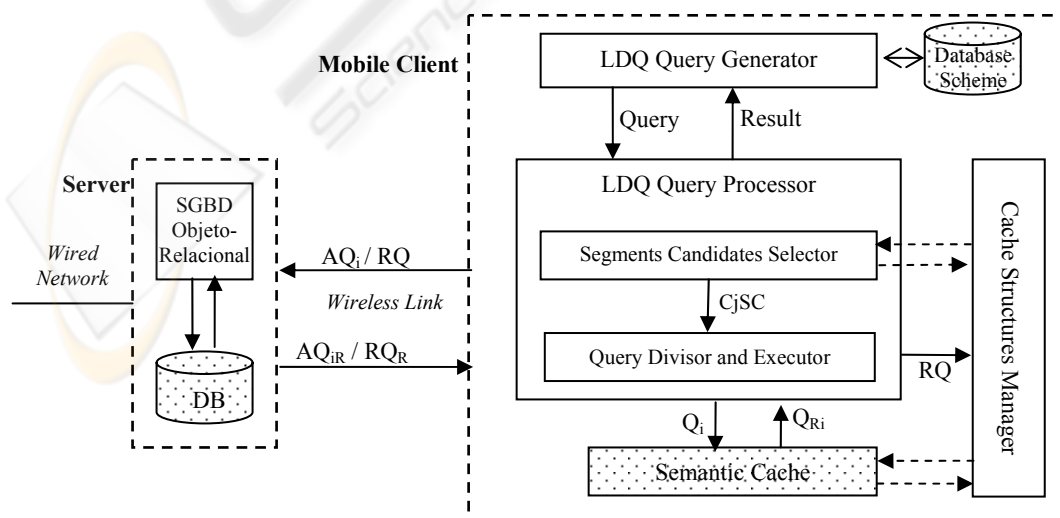 Mobile Client
LDQ Query Generator
Database
Scheme
Query
Result
Server
SGBD
Objeto-
Relacional
DB
Wired
Network
AQi / RQ
Wireless Link
AQiR / RQR
LDQ Query Processor
Segments Candidates Selector
CjSC
Query Divisor and Executor
RQ
Cache Structures Manager
Qi
QRi
Semantic Cache